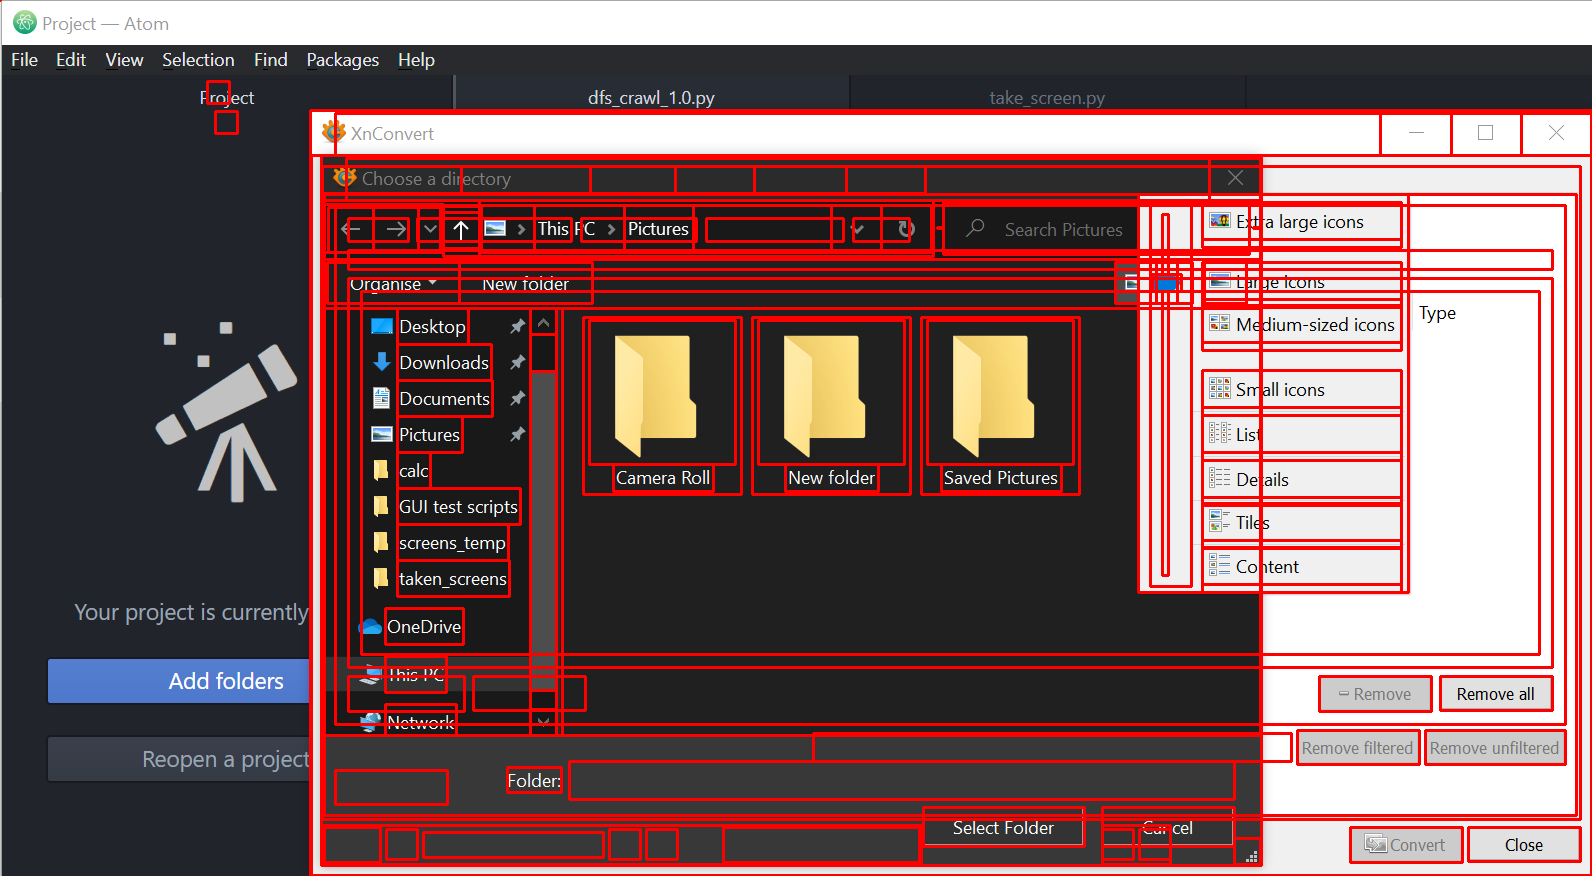 Project — Atom
File Edit View Selection Find Packages Help
Project dfs_crawl_1.0.py take_screen.py
XnConvert
Choose a directory
This PC Pictures Search Pictures
Organise New folder
Extra large icons
Large icons
Medium-sized icons
Small icons
List
Details
Tiles
Content
Type
Desktop
Downloads
Documents
Pictures
calc
GUI test scripts
screens_temp
taken_screens
OneDrive
This PC
Network
Camera Roll New folder Saved Pictures
Your project is currently
Add folders
Reopen a project
Remove Remove all
Remove filtered Remove unfiltered
Folder:
Select Folder Cancel
Convert Close